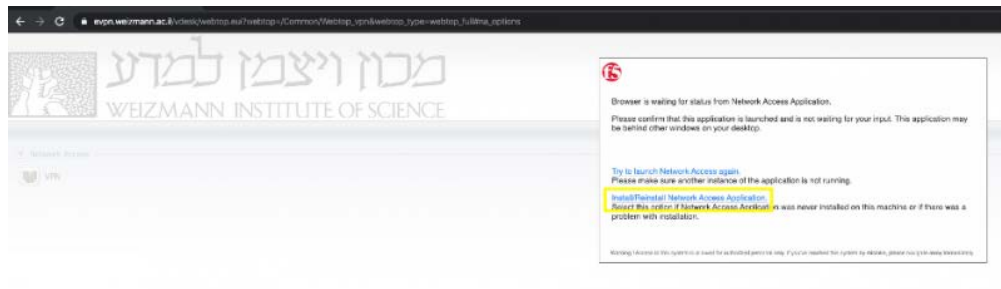 evpn.weizmann.ac.il/vdesk/webtop.eui?webtop=/Common/Webtop_vpn&webtop_type=webtop_full#na_options
מכון ויצמן למדע
WEIZMANN INSTITUTE OF SCIENCE
Network Access
VPN
f5
Browser is waiting for status from Network Access Application.
Please confirm that this application is launched and is not waiting for your input. This application may
be behind other windows on your desktop.
Try to launch Network Access again.
Please make sure another instance of the application is not running.
Install/Reinstall Network Access Application.
Select this option if Network Access Application was never installed on this machine or if there was a
problem with installation.